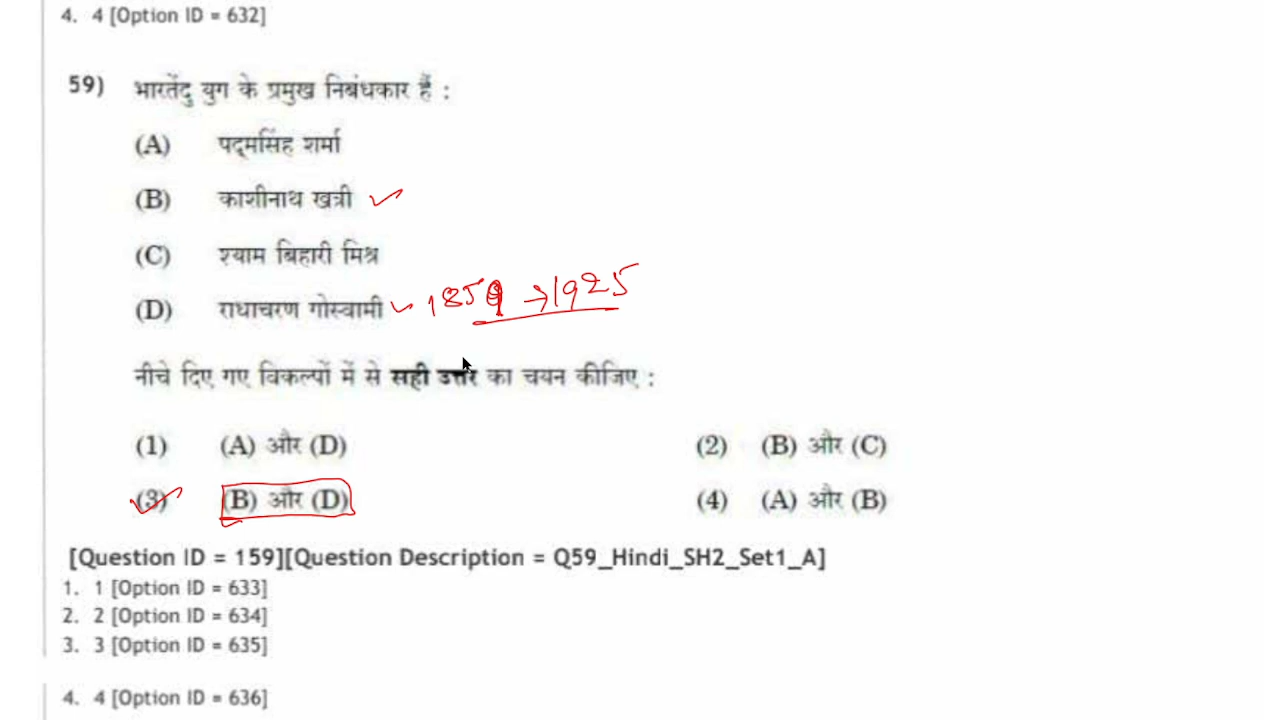 4. 4 [Option ID = 632]
59) भारतेंदु युग के प्रमुख निबंधकार हैं :
(A) पद्मसिंह शर्मा
(B) काशीनाथ खत्री
(C) श्याम बिहारी मिश्र
(D) राधाचरण गोस्वामी 1859 → 1925
नीचे दिए गए विकल्पों में से सही उत्तर का चयन कीजिए :
(1) (A) और (D) (2) (B) और (C)
(3) (B) और (D) (4) (A) और (B)
[Question ID = 159][Question Description = Q59_Hindi_SH2_Set1_A]
1. 1 [Option ID = 633]
2. 2 [Option ID = 634]
3. 3 [Option ID = 635]
4. 4 [Option ID = 636]